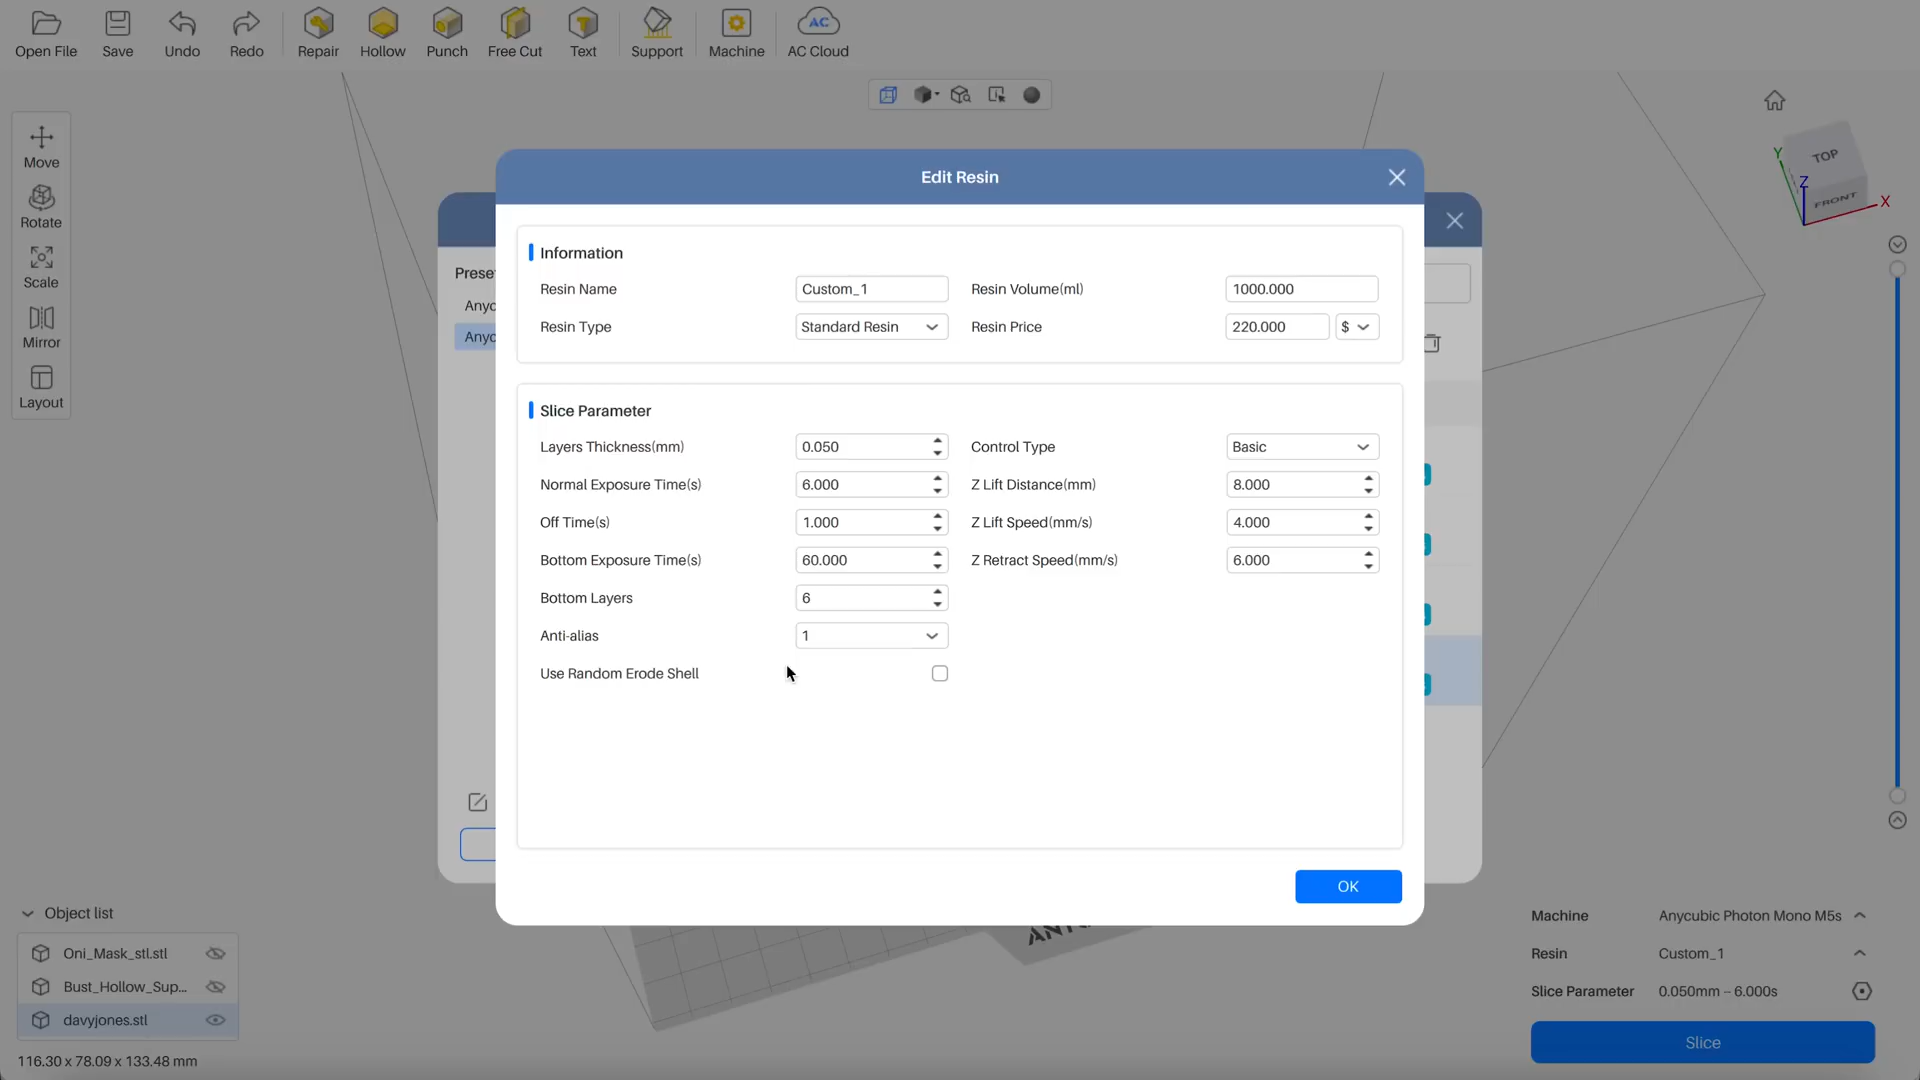 Open File Save Undo Redo Repair Hollow Punch Free Cut Text Support Machine AC AC Cloud
Move
Rotate
Scale
Mirror
Layout
TOP
FRONT
Y
Z
X
Prese
Anyc
Anyc
Edit Resin
Information
Resin Name Custom_1 Resin Volume(ml) 1000.000
Resin Type Standard Resin Resin Price 220.000 $
Slice Parameter
Layers Thickness(mm) 0.050 Control Type Basic
Normal Exposure Time(s) 6.000 Z Lift Distance(mm) 8.000
Off Time(s) 1.000 Z Lift Speed(mm/s) 4.000
Bottom Exposure Time(s) 60.000 Z Retract Speed(mm/s) 6.000
Bottom Layers 6
Anti-alias 1
Use Random Erode Shell
OK
Object list
Oni_Mask_stl.stl
Bust_Hollow_Sup...
davyjones.stl
116.30 x 78.09 x 133.48 mm
Machine Anycubic Photon Mono M5s
Resin Custom_1
Slice Parameter 0.050mm – 6.000s
Slice